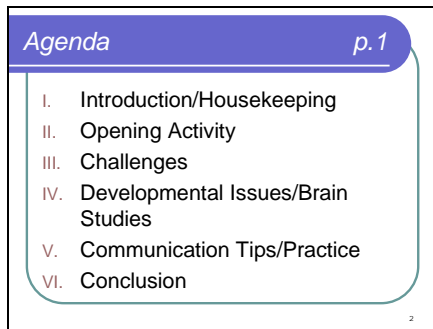 Agenda p.1
I. Introduction/Housekeeping
II. Opening Activity
III. Challenges
IV. Developmental Issues/Brain
Studies
V. Communication Tips/Practice
VI. Conclusion
2